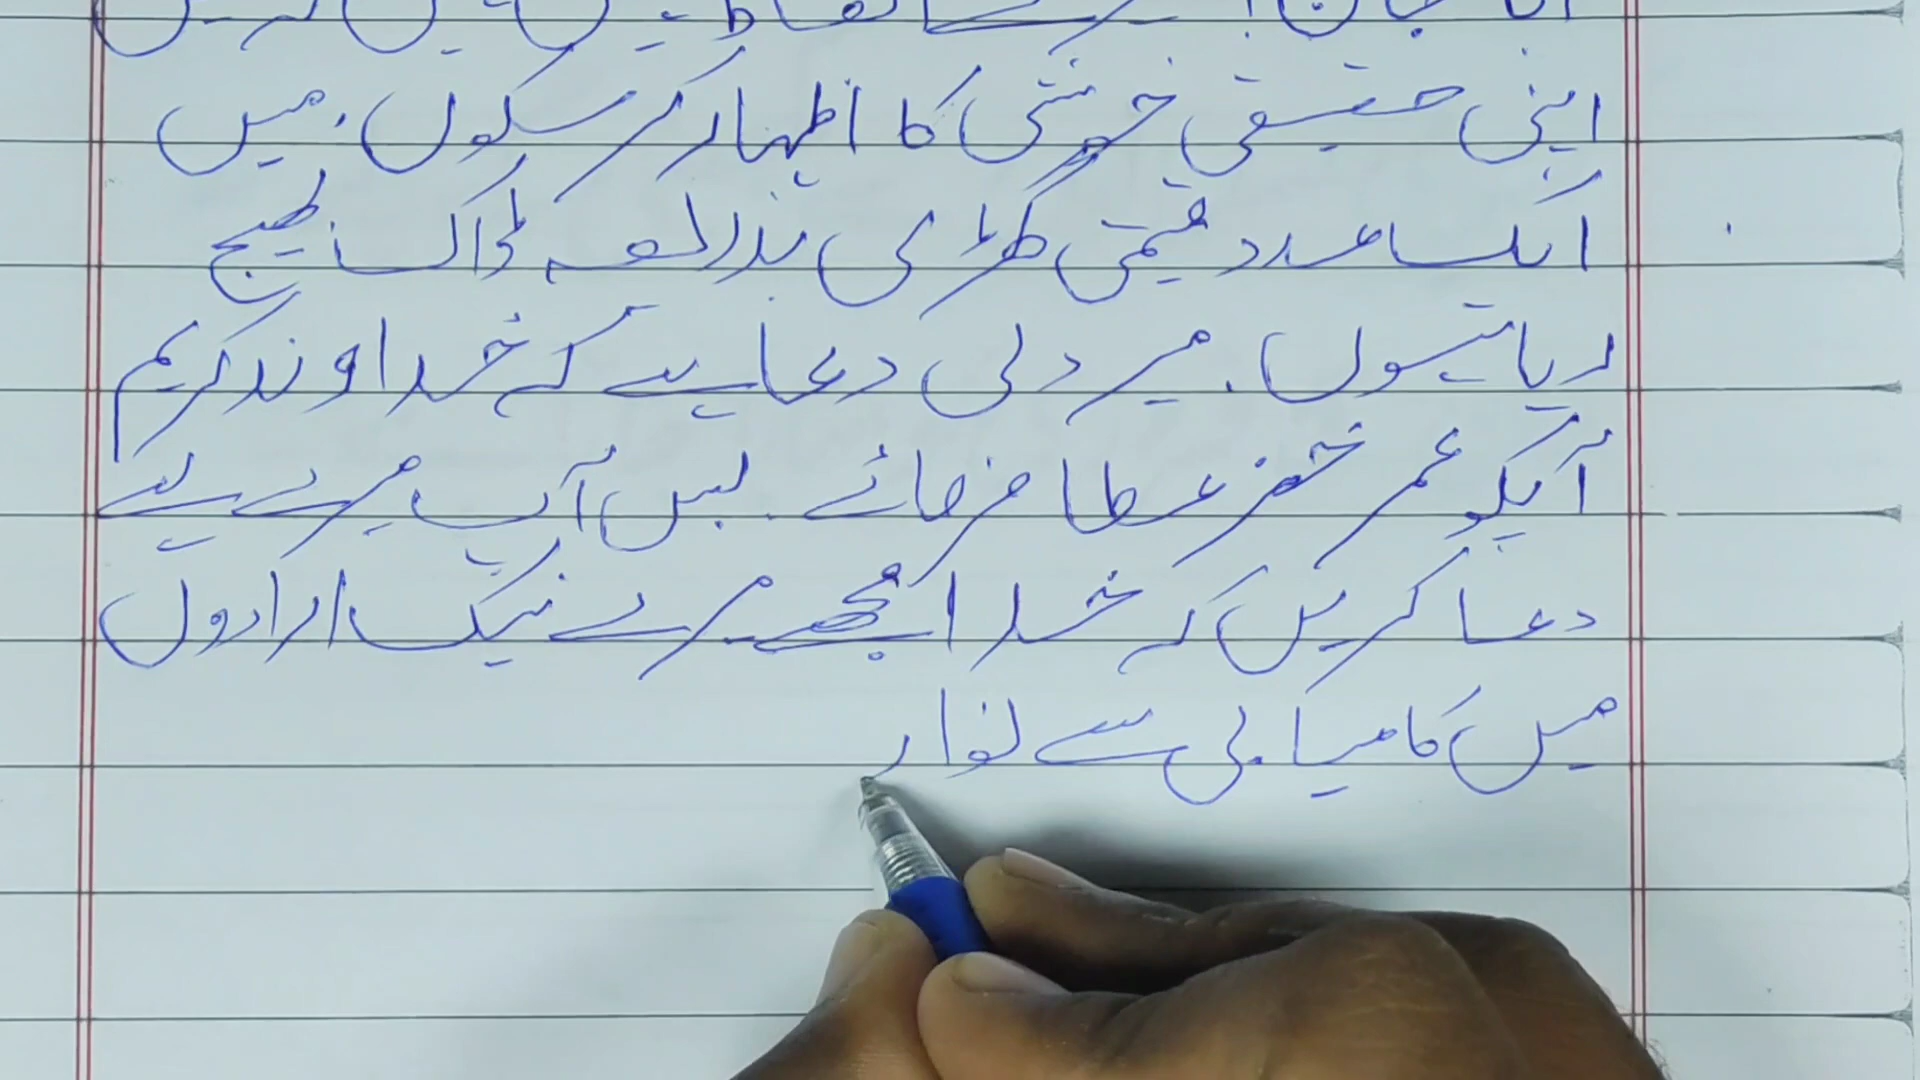 اپنی حقیقی خوشی کا اظہار کر سکوں. میں
ایک عدد قیمتی گھڑی بذریعہ ڈاک بھیج
رہا ہوں. میر دلی دعا ہے کہ خداوند کریم
آپکو عمر خضر عطا فرمائے. بس آپ میرے لیے
دعا کریں کہ خدا مجھے میرے نیک ارادوں
میں کامیابی سے نوار